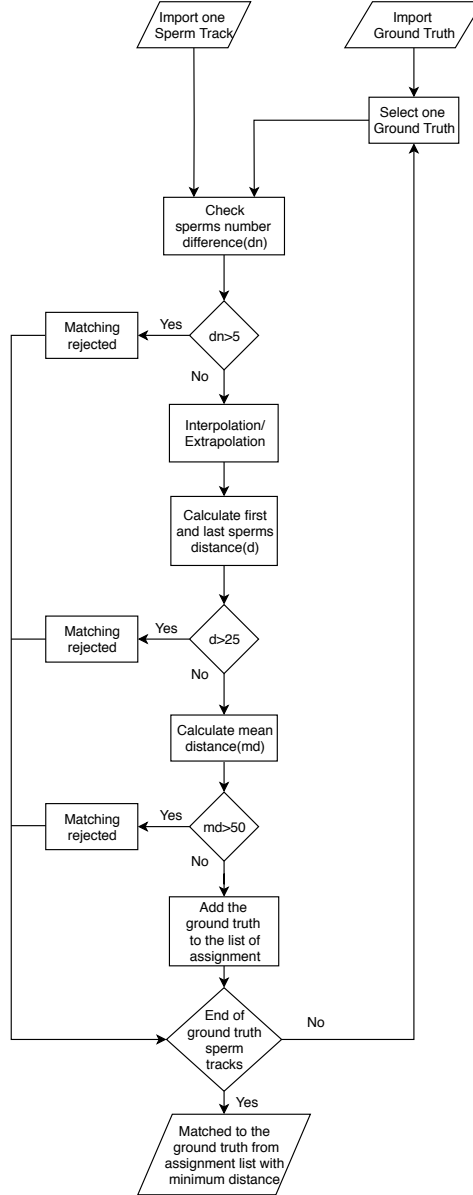 Import one
Sperm Track
Import
Ground Truth
Select one
Ground Truth
Check
sperms number
difference(dn)
dn>5
Yes
Matching
rejected
No
Interpolation/
Extrapolation
Calculate first
and last sperms
distance(d)
d>25
Yes
Matching
rejected
No
Calculate mean
distance(md)
md>50
Yes
Matching
rejected
No
Add the
ground truth
to the list of
assignment
End of
ground truth
sperm
tracks
No
Yes
Matched to the
ground truth from
assignment list with
minimum distance